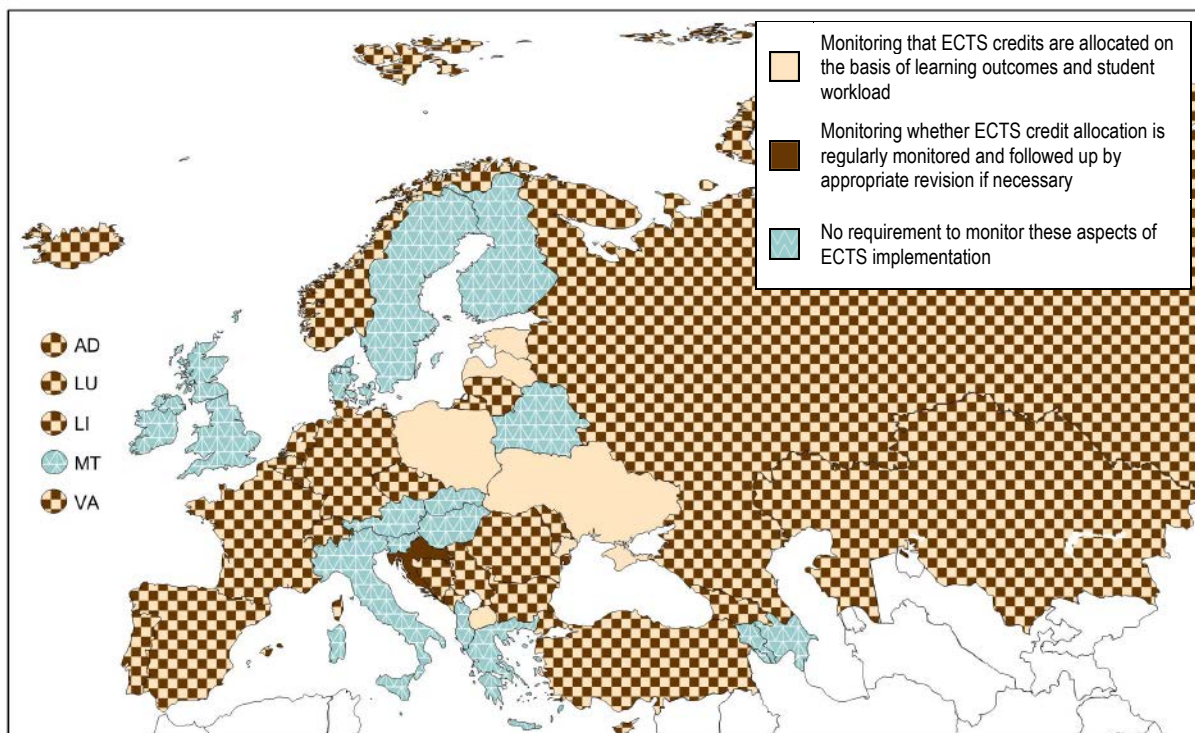 Monitoring that ECTS credits are allocated on
the basis of learning outcomes and student
workload
Monitoring whether ECTS credit allocation is
regularly monitored and followed up by
appropriate revision if necessary
No requirement to monitor these aspects of
ECTS implementation
AD
LU
LI
MT
VA